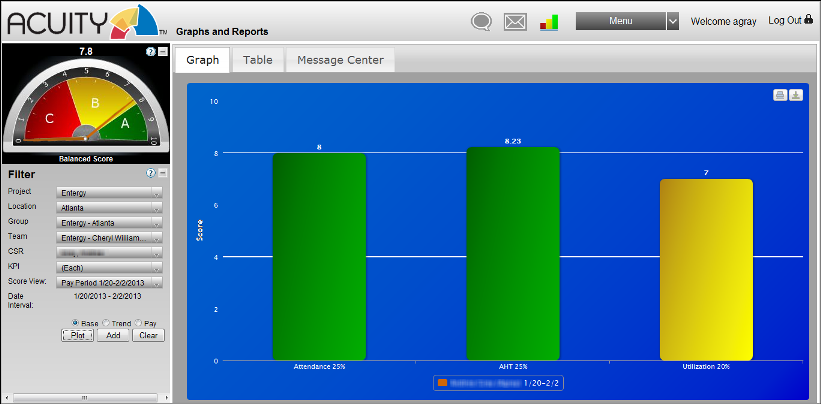 ACUITY TM
Graphs and Reports
Menu
Welcome agray
Log Out
7.8
0 1 2 3 4 5 6 7 8 9 10
C B A
Balanced Score
Graph
Table
Message Center
Filter
Project
Entergy
Location
Atlanta
Group
Entergy - Atlanta
Team
Entergy - Cheryl William...
CSR
KPI
(Each)
Score View:
Pay Period 1/20-2/2/2013
Date
Interval:
1/20/2013 - 2/2/2013
Base Trend Pay
Plot Add Clear
Score
10
8
6
4
2
0
8
8.23
7
Attendance 25%
AHT 25%
Utilization 20%
1/20-2/2